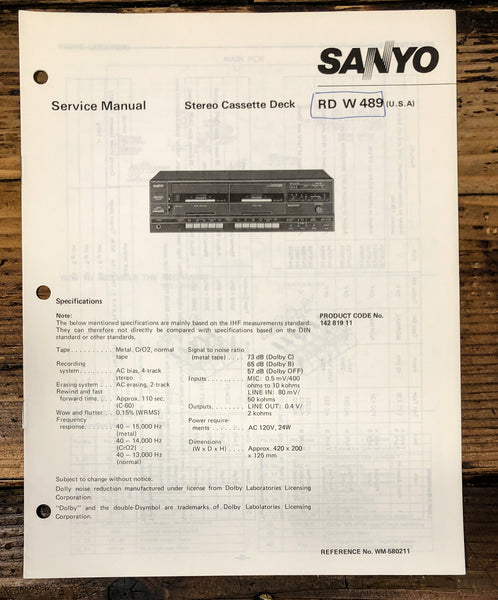 SANYO
Service Manual Stereo Cassette Deck RD W 489 (U.S.A)
Specifications
Note:
The below mentioned specifications are mainly based on the IHF measurements standard.
They can therefore not directly be compared with specifications based on the DIN
standard or other standards.
PRODUCT CODE No.
142 819 11
Tape . . . . . . . . . . . Metal, CrO2, normal
tape
Recording
system . . . . . . . . AC bias, 4-track
stereo
Erasing system . . . . AC erasing, 2-track
Rewind and fast
forward time . . . . Approx. 110 sec.
(C-60)
Wow and flutter . . . 0.15% (WRMS)
Frequency
response . . . . . . . 40 – 15,000 Hz
(metal)
40 – 14,000 Hz
(CrO2)
40 – 13,000 Hz
(normal)
Signal to noise ratio
(metal tape) . . . . 73 dB (Dolby C)
65 dB (Dolby B)
57 dB (Dolby OFF)
Inputs . . . . . . . . . MIC: 0.5 mV/400
ohms to 10 kohms
LINE IN: 80 mV/
50 kohms
Outputs . . . . . . . . LINE OUT: 0.4 V/
2 kohms
Power require-
ments . . . . . . . . AC 120V, 24W
Dimensions
(W x D x H) . . . . Approx. 420 x 200
x 125 mm
Subject to change without notice.
Dolly noise reduction manufactured under license from Dolby Laboratories Licensing
Corporation.
"Dolby" and the double-Dsymbol are trademarks of Dolby Labolatories Licensing
Corporation.
REFERENCE No. WM-580211